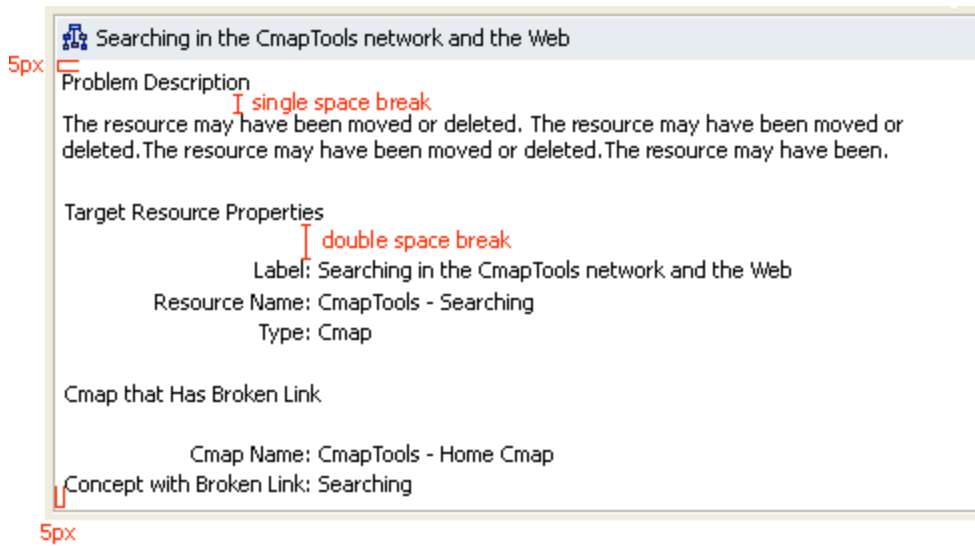 Searching in the CmapTools network and the Web
5px
Problem Description
single space break
The resource may have been moved or deleted. The resource may have been moved or
deleted.The resource may have been moved or deleted.The resource may have been.
Target Resource Properties
double space break
Label: Searching in the CmapTools network and the Web
Resource Name: CmapTools - Searching
Type: Cmap
Cmap that Has Broken Link
Cmap Name: CmapTools - Home Cmap
Concept with Broken Link: Searching
5px